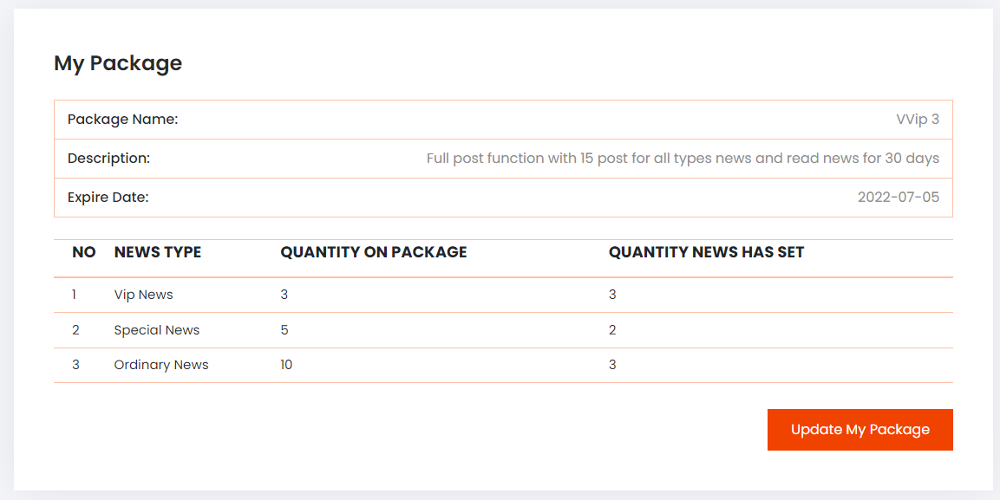 My Package
Package Name: VVip 3
Description: Full post function with 15 post for all types news and read news for 30 days
Expire Date: 2022-07-05
NO NEWS TYPE QUANTITY ON PACKAGE QUANTITY NEWS HAS SET
1 Vip News 3 3
2 Special News 5 2
3 Ordinary News 10 3
Update My Package